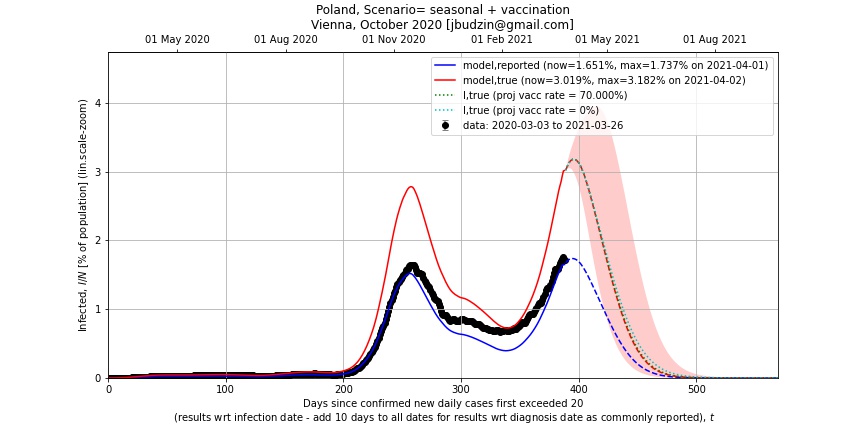 Poland, Scenario= seasonal + vaccination
Vienna, October 2020 [jbudzin@gmail.com]
01 May 2020 01 Aug 2020 01 Nov 2020 01 Feb 2021 01 May 2021 01 Aug 2021
model,reported (now=1.651%, max=1.737% on 2021-04-01)
model,true (now=3.019%, max=3.182% on 2021-04-02)
I,true (proj vacc rate = 70.000%)
I,true (proj vacc rate = 0%)
data: 2020-03-03 to 2021-03-26
Infected, I/N [% of population] (lin.scale-zoom)
4
3
2
1
0
0 100 200 300 400 500
Days since confirmed new daily cases first exceeded 20
(results wrt infection date - add 10 days to all dates for results wrt diagnosis date as commonly reported), t